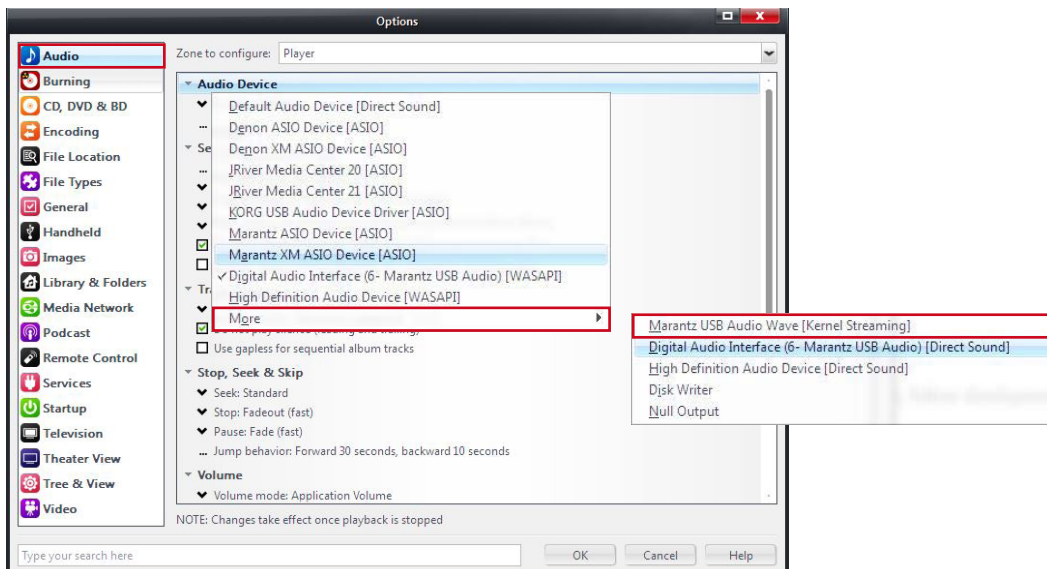 Options
Audio
Burning
CD, DVD & BD
Encoding
File Location
File Types
General
Handheld
Images
Library & Folders
Media Network
Podcast
Remote Control
Services
Startup
Television
Theater View
Tree & View
Video
Zone to configure: Player
Audio Device
Default Audio Device [Direct Sound]
Denon ASIO Device [ASIO]
Se
Denon XM ASIO Device [ASIO]
JRiver Media Center 20 [ASIO]
JRiver Media Center 21 [ASIO]
KORG USB Audio Device Driver [ASIO]
Marantz ASIO Device [ASIO]
Marantz XM ASIO Device [ASIO]
Digital Audio Interface (6- Marantz USB Audio) [WASAPI]
Tr
High Definition Audio Device [WASAPI]
More
Marantz USB Audio Wave [Kernel Streaming]
Digital Audio Interface (6- Marantz USB Audio) [Direct Sound]
High Definition Audio Device [Direct Sound]
Disk Writer
Null Output
Use gapless for sequential album tracks
Stop, Seek & Skip
Seek: Standard
Stop: Fadeout (fast)
Pause: Fade (fast)
... Jump behavior: Forward 30 seconds, backward 10 seconds
Volume
Volume mode: Application Volume
NOTE: Changes take effect once playback is stopped
Type your search here
OK
Cancel
Help